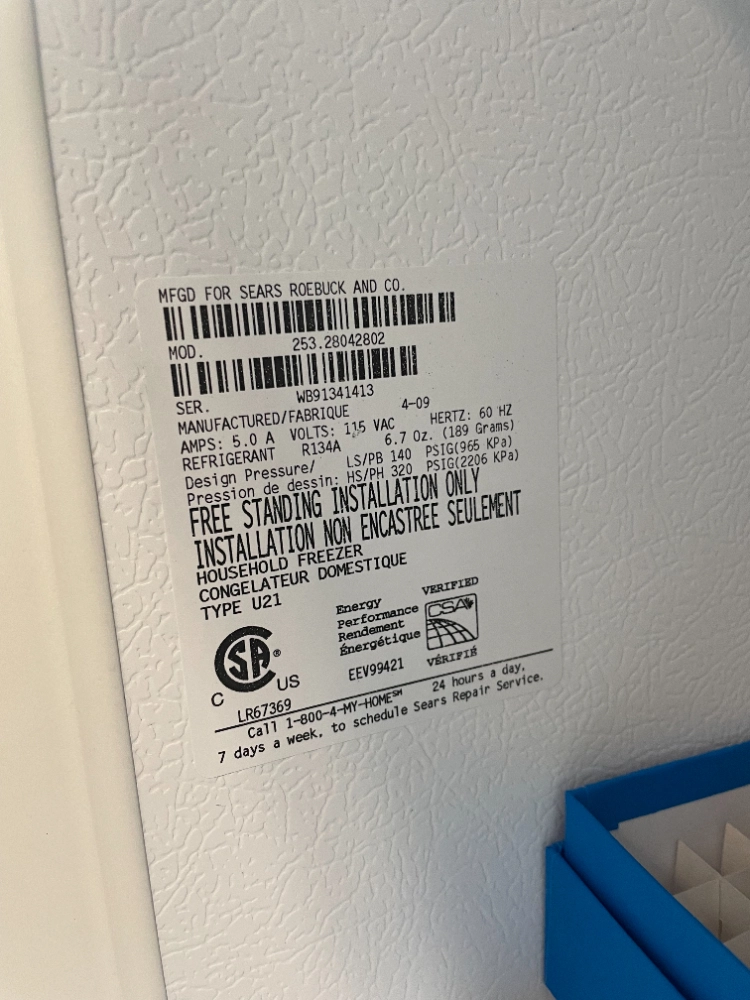 MFGD FOR SEARS ROEBUCK AND CO.
MOD. 253.28042802
SER. WB91341413
MANUFACTURED/FABRIQUE 4-09
AMPS: 5.0 A VOLTS: 115 VAC HERTZ: 60 HZ
REFRIGERANT R134A 6.7 Oz. (189 Grams)
Design Pressure/ LS/PB 140 PSIG(965 KPa)
Pression de dessin: HS/PH 320 PSIG(2206 KPa)
FREE STANDING INSTALLATION ONLY
INSTALLATION NON ENCASTREE SEULEMENT
HOUSEHOLD FREEZER
CONGELATEUR DOMESTIQUE
TYPE U21
Energy
Performance
Rendement
Énergétique
EEV99421
VERIFIED
CSA
VÉRIFIÉ
C SA® US
LR67369
Call 1-800-4-MY-HOME℠ 24 hours a day,
7 days a week, to schedule Sears Repair Service.